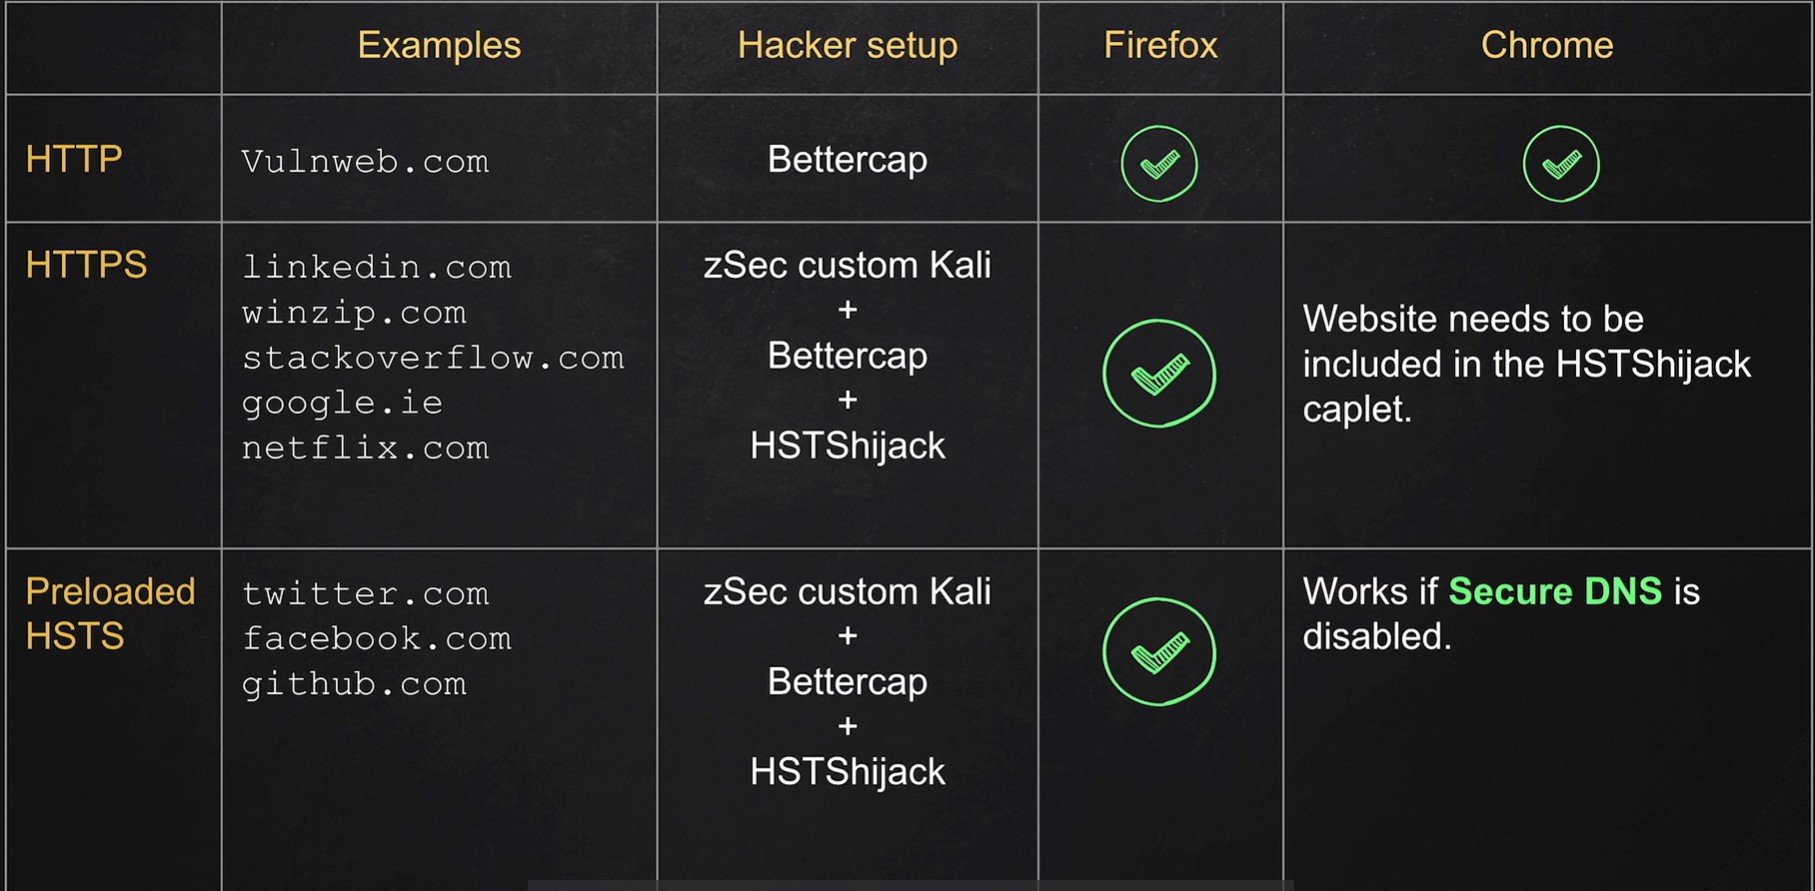 Examples
Hacker setup
Firefox
Chrome
HTTP
Vulnweb.com
Bettercap
HTTPS
linkedin.com
winzip.com
stackoverflow.com
google.ie
netflix.com
zSec custom Kali
+
Bettercap
+
HSTShijack
Website needs to be
included in the HSTShijack
caplet.
Preloaded
HSTS
twitter.com
facebook.com
github.com
zSec custom Kali
+
Bettercap
+
HSTShijack
Works if Secure DNS is
disabled.